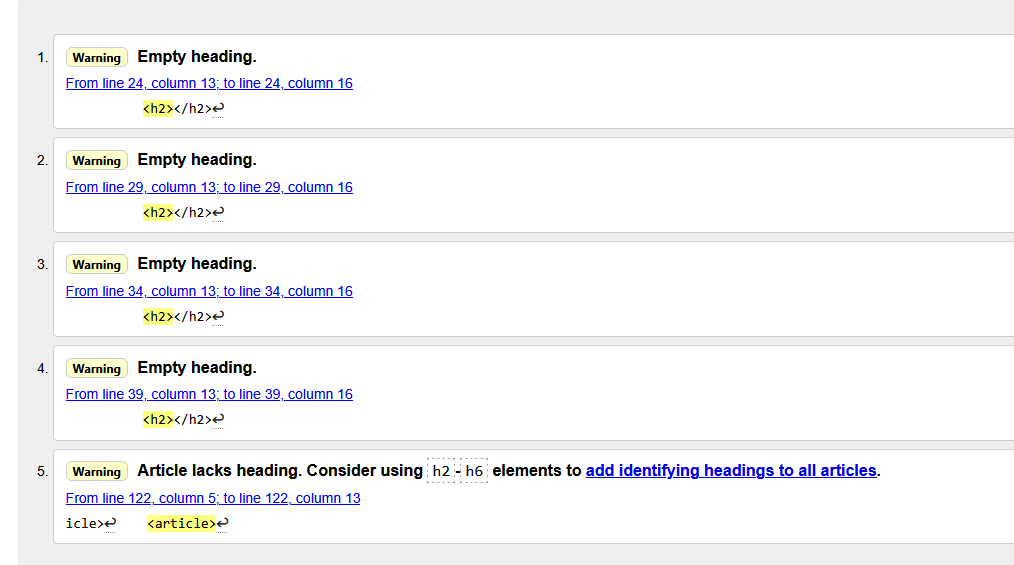 1. Warning Empty heading.
From line 24, column 13; to line 24, column 16
<h2></h2>↩
2. Warning Empty heading.
From line 29, column 13; to line 29, column 16
<h2></h2>↩
3. Warning Empty heading.
From line 34, column 13; to line 34, column 16
<h2></h2>↩
4. Warning Empty heading.
From line 39, column 13; to line 39, column 16
<h2></h2>↩
5. Warning Article lacks heading. Consider using h2-h6 elements to add identifying headings to all articles.
From line 122, column 5; to line 122, column 13
icle>↩    <article>↩